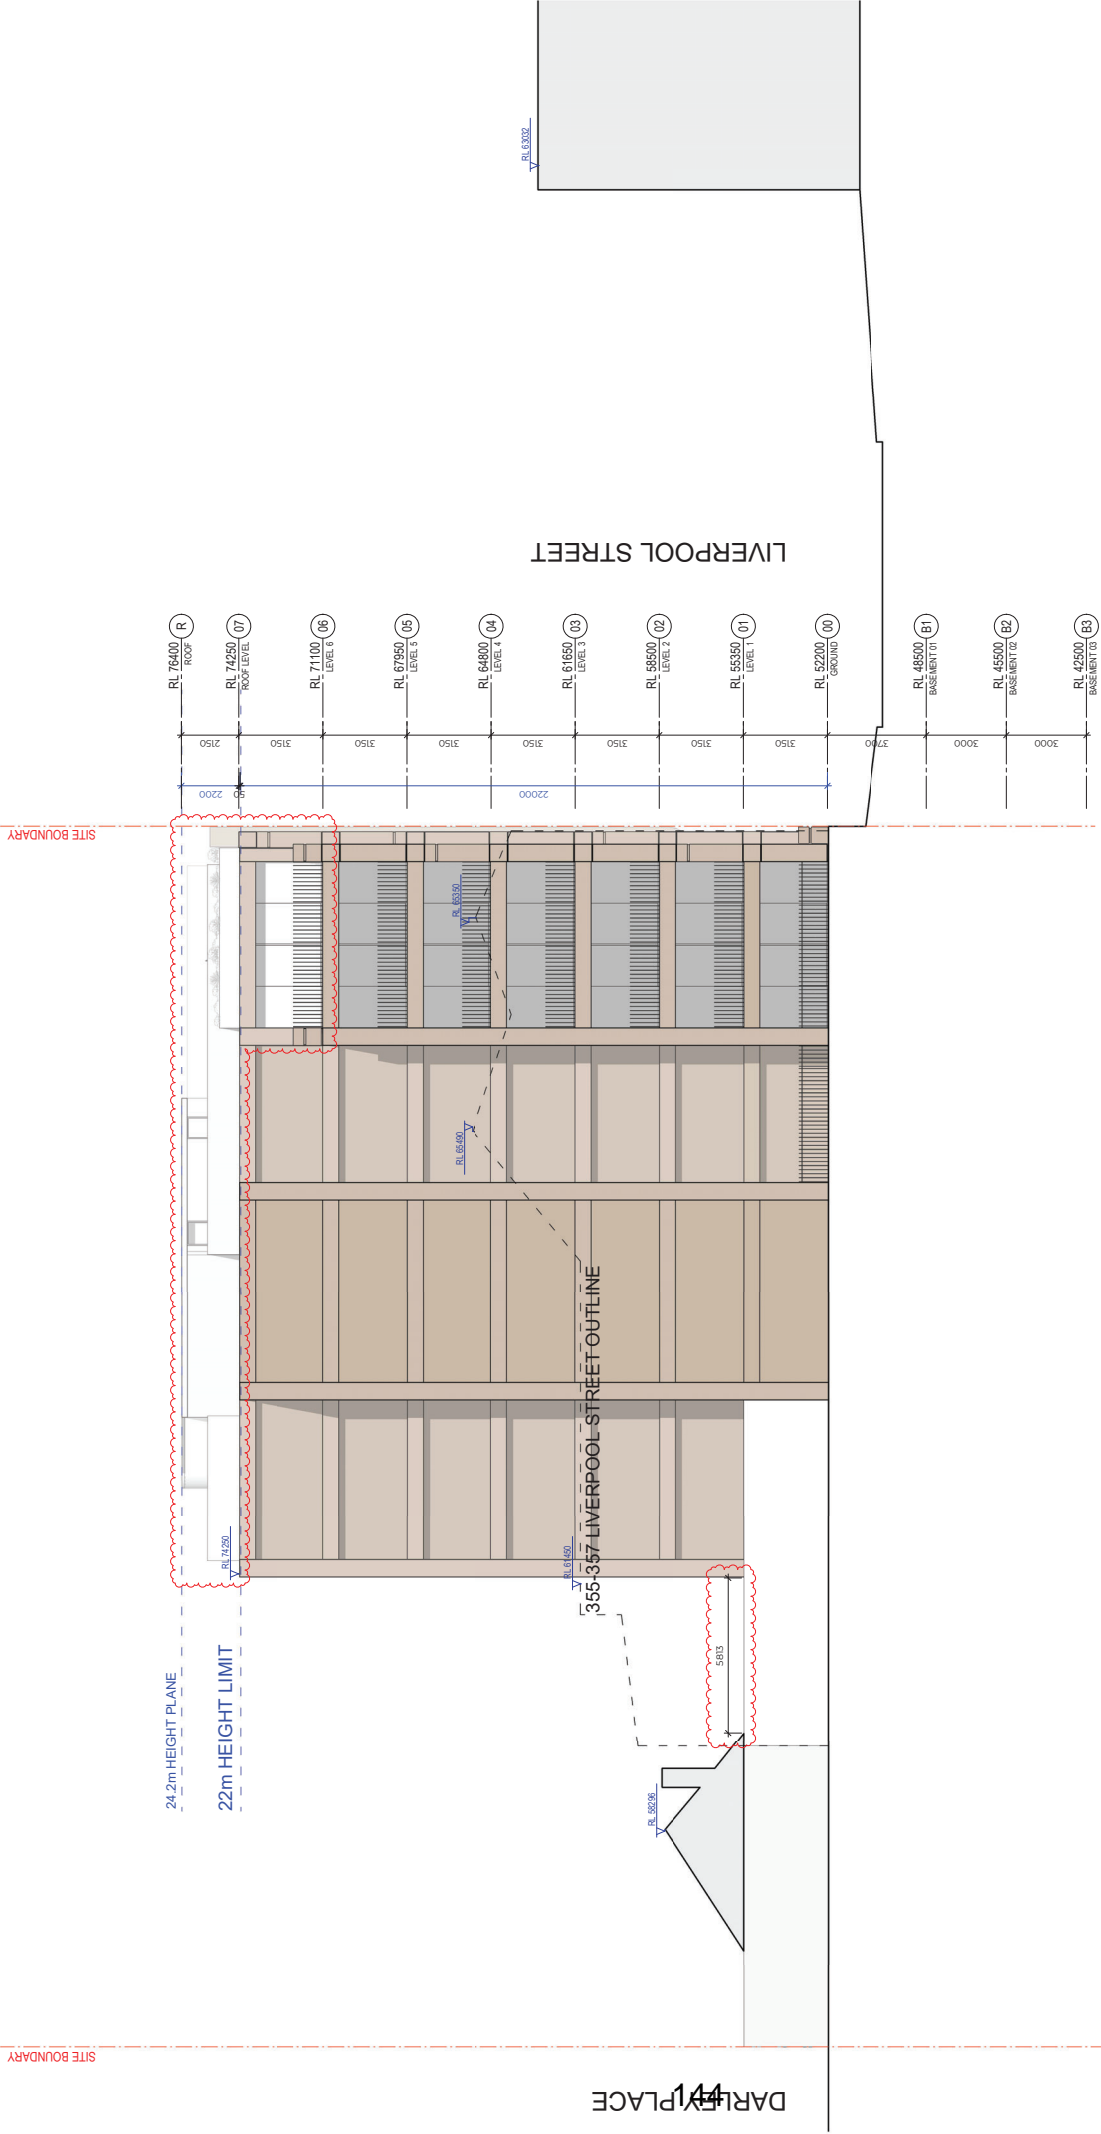 RL 63032
LIVERPOOL STREET
RL 76400
R
ROOF
RL 74250
07
ROOF LEVEL
RL 71100
06
LEVEL 6
RL 67950
05
LEVEL 5
RL 64800
04
LEVEL 4
RL 61650
03
LEVEL 3
RL 58500
02
LEVEL 2
RL 55350
01
LEVEL 1
RL 52200
00
GROUND
RL 48500
B1
BASEMENT 01
RL 45500
B2
BASEMENT 02
RL 42500
B3
BASEMENT 03
2150
3150
3150
3150
3150
3150
3150
3150
3700
3000
3000
2200
50
22000
SITE BOUNDARY
RL 65350
RL 65490
355-357 LIVERPOOL STREET OUTLINE
RL 74250
RL 61450
5813
24.2m HEIGHT PLANE
22m HEIGHT LIMIT
RL 58296
SITE BOUNDARY
DARLEY PLACE
144